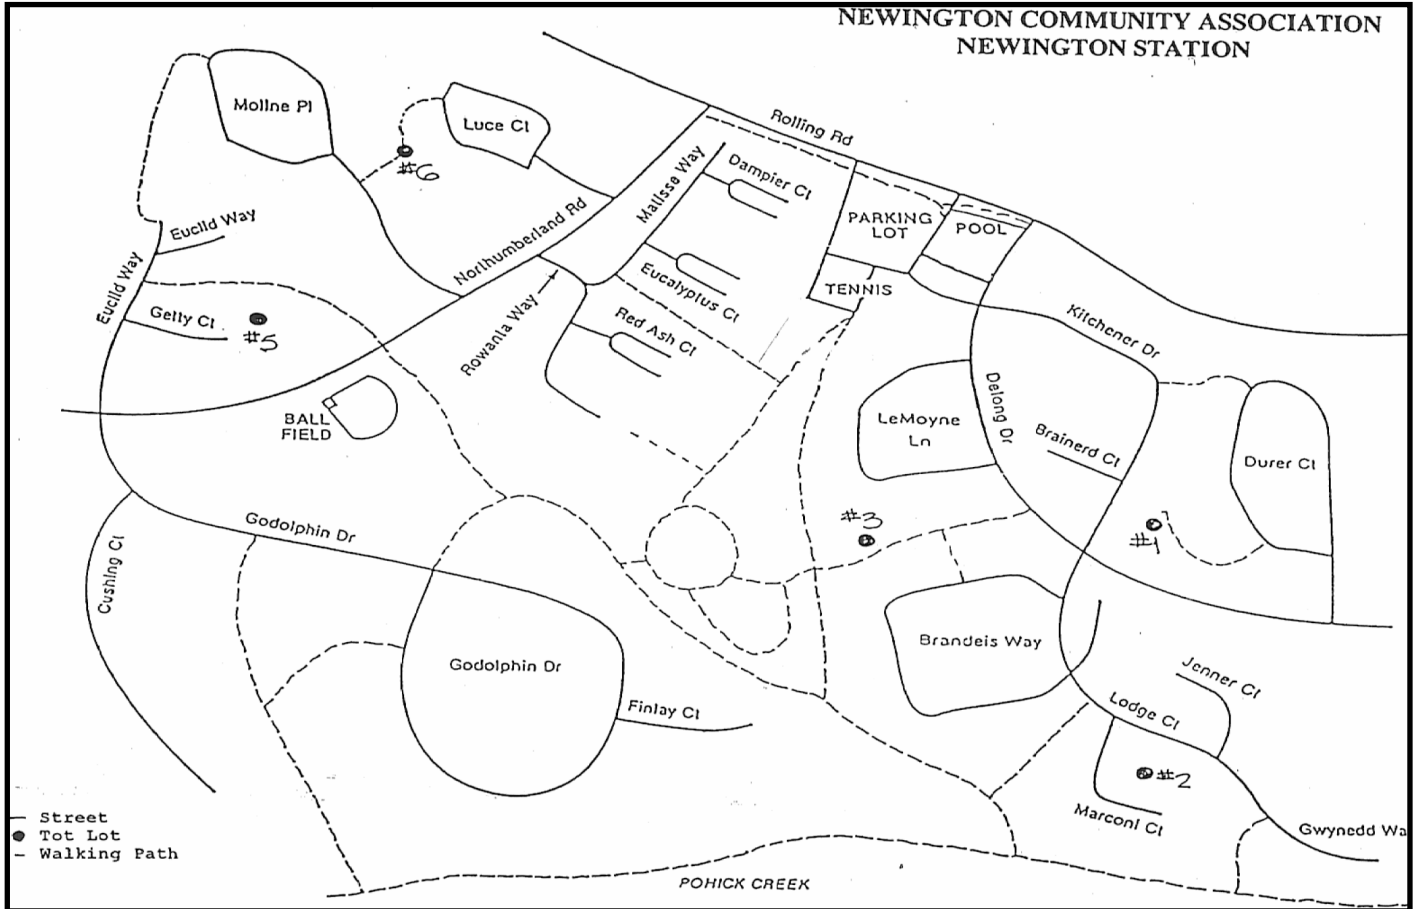 NEWINGTON COMMUNITY ASSOCIATION
NEWINGTON STATION
Rolling Rd
Moline Pl
Luce Ct
#6
Malisse Way
Dampier Ct
PARKING
LOT
POOL
Euclid Way
Northumberland Rd
Euclid Way
Eucalyptus Ct
TENNIS
Gelty Ct
#5
Rowania Way
Red Ash Ct
Kitchener Dr
BALL
FIELD
LeMoyne
Ln
Delong Dr
Brainerd Ct
Durer Ct
#3
#1
Godolphin Dr
Cushing Ct
Godolphin Dr
Brandeis Way
Jenner Ct
Finlay Ct
Lodge Ct
#2
Marconi Ct
Gwynedd Wa
Street
Tot Lot
Walking Path
POHICK CREEK